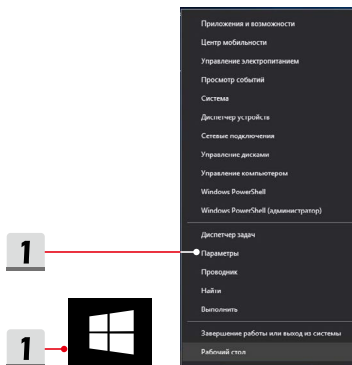 Приложения и возможности
Центр мобильности
Управление электропитанием
Просмотр событий
Система
Диспетчер устройств
Сетевые подключения
Управление дисками
Управление компьютером
Windows PowerShell
Windows PowerShell (администратор)
Диспетчер задач
1
Параметры
Проводник
Найти
Выполнить
Завершение работы или выход из системы
1
Рабочий стол